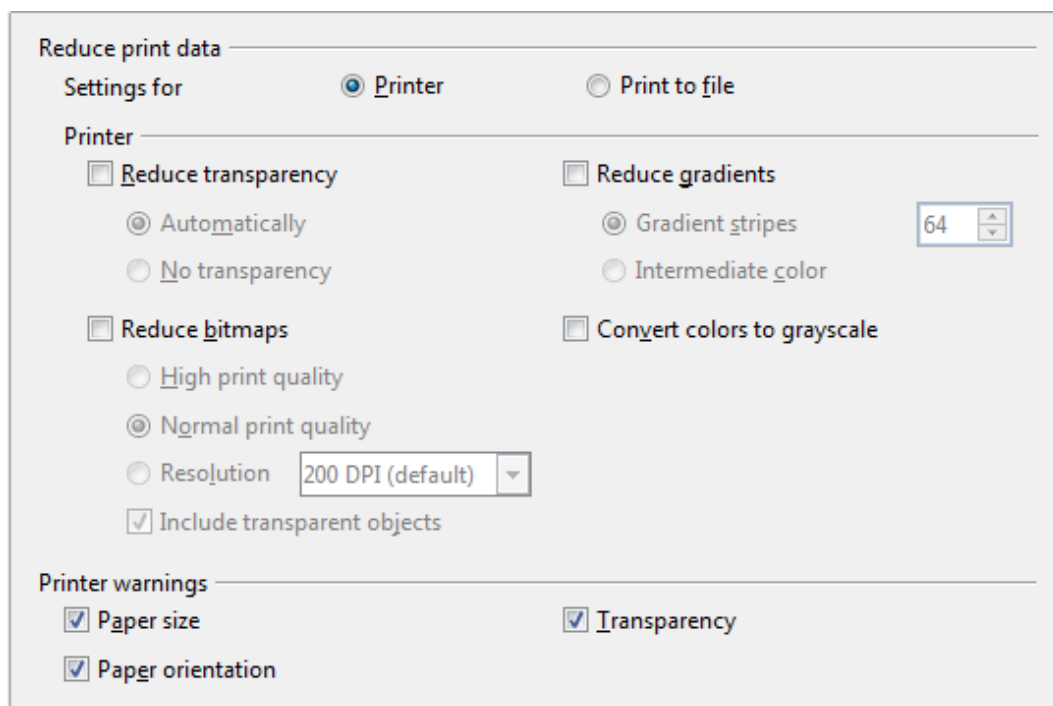 Reduce print data
Settings for Printer Print to file
Printer
Reduce transparency Reduce gradients
Automatically Gradient stripes 64
No transparency Intermediate color
Reduce bitmaps Convert colors to grayscale
High print quality
Normal print quality
Resolution 200 DPI (default)
Include transparent objects
Printer warnings
Paper size Transparency
Paper orientation